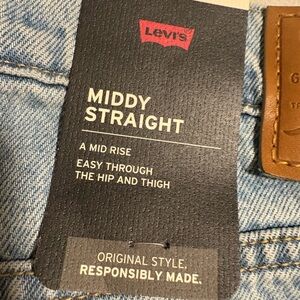 Levi's
MIDDY
STRAIGHT
A MID RISE
EASY THROUGH
THE HIP AND THIGH
ORIGINAL STYLE,
RESPONSIBLY MADE.